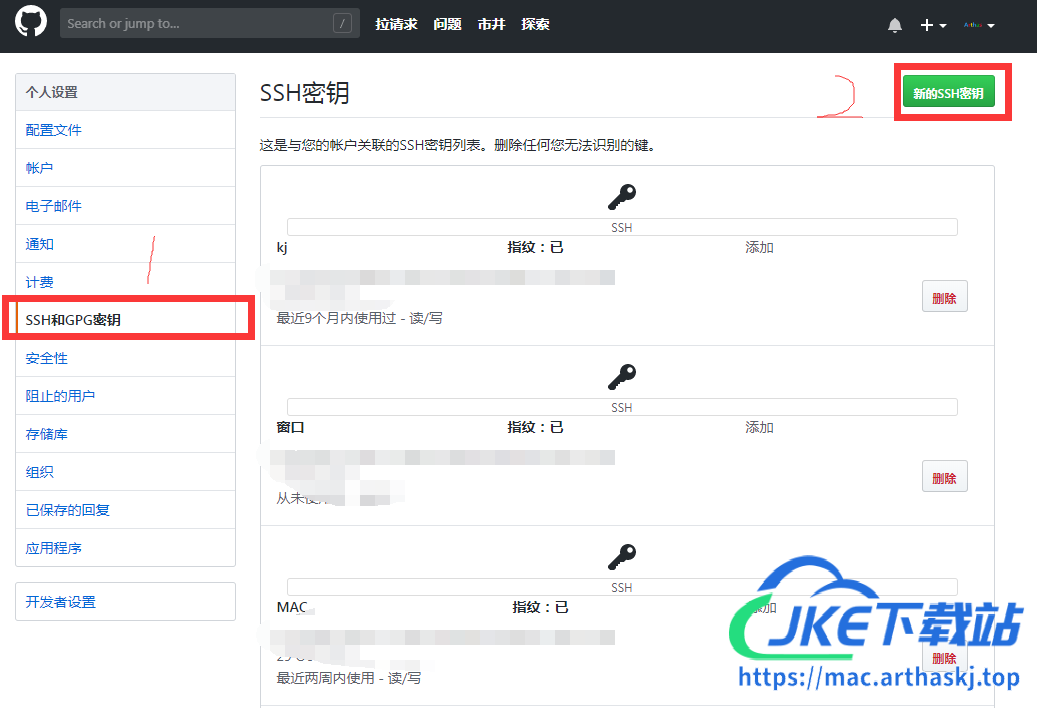 Search or jump to... / 拉请求 问题 市井 探索
个人设置
配置文件
帐户
电子邮件
通知
计费
SSH和GPG密钥
安全性
阻止的用户
存储库
组织
已保存的回复
应用程序
开发者设置
SSH密钥
新的SSH密钥
1
2
这是与您的帐户关联的SSH密钥列表。删除任何您无法识别的键。
SSH
kj 指纹：已 添加
删除
最近9个月内使用过 - 读/写
SSH
窗口 指纹：已 添加
删除
从未使用
SSH
MAC 指纹：已 添加
删除
最近两周内使用 - 读/写
JKE下载站
https://mac.arthaskj.top